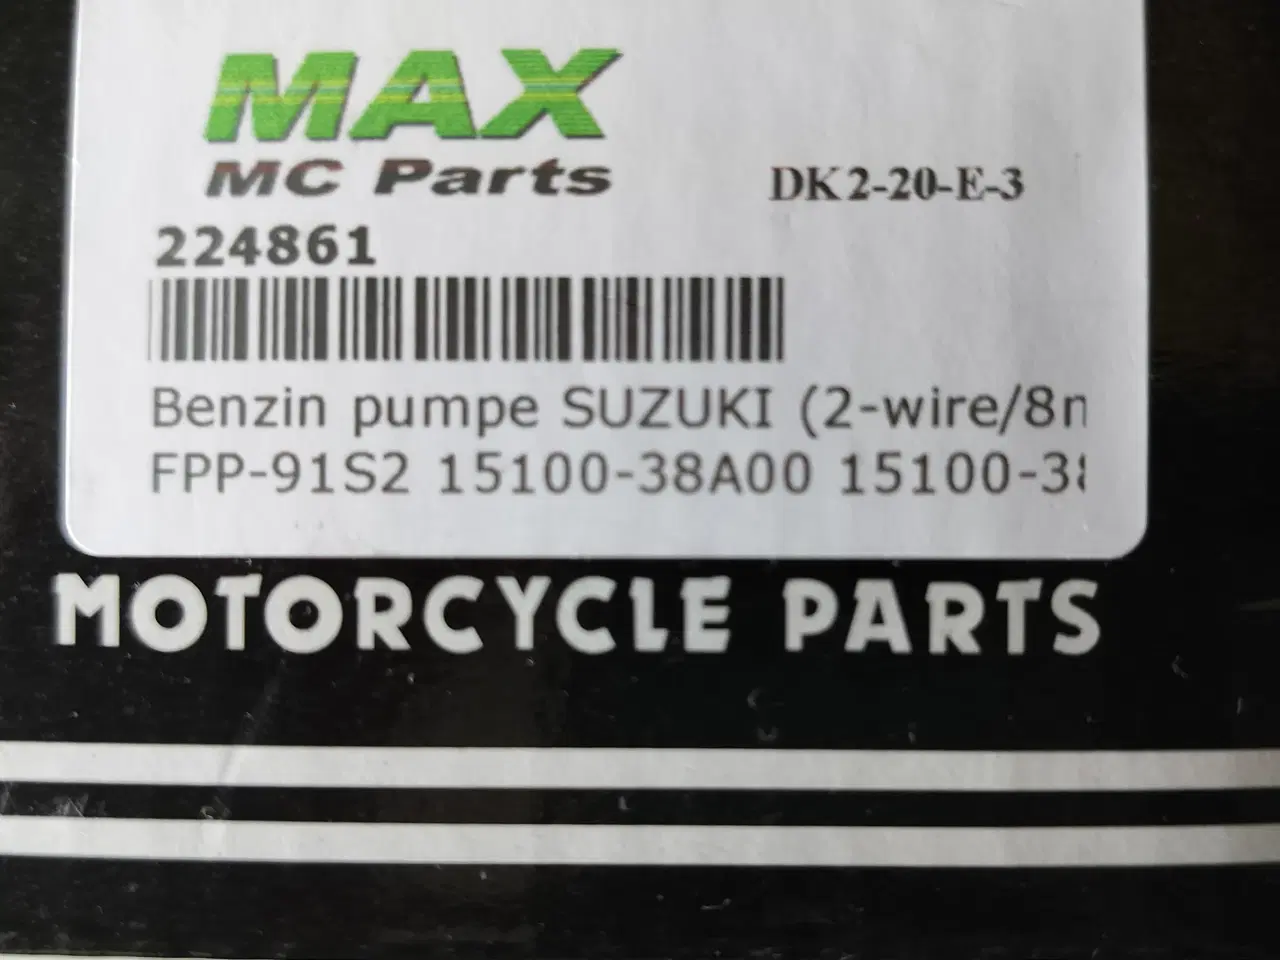 MAX
MC Parts
DK2-20-E-3
224861
Benzin pumpe SUZUKI (2-wire/8
FPP-91S2 15100-38A00 15100-3
MOTORCYCLE PARTS